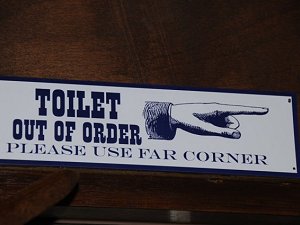 TOILET
OUT OF ORDER
PLEASE USE FAR CORNER